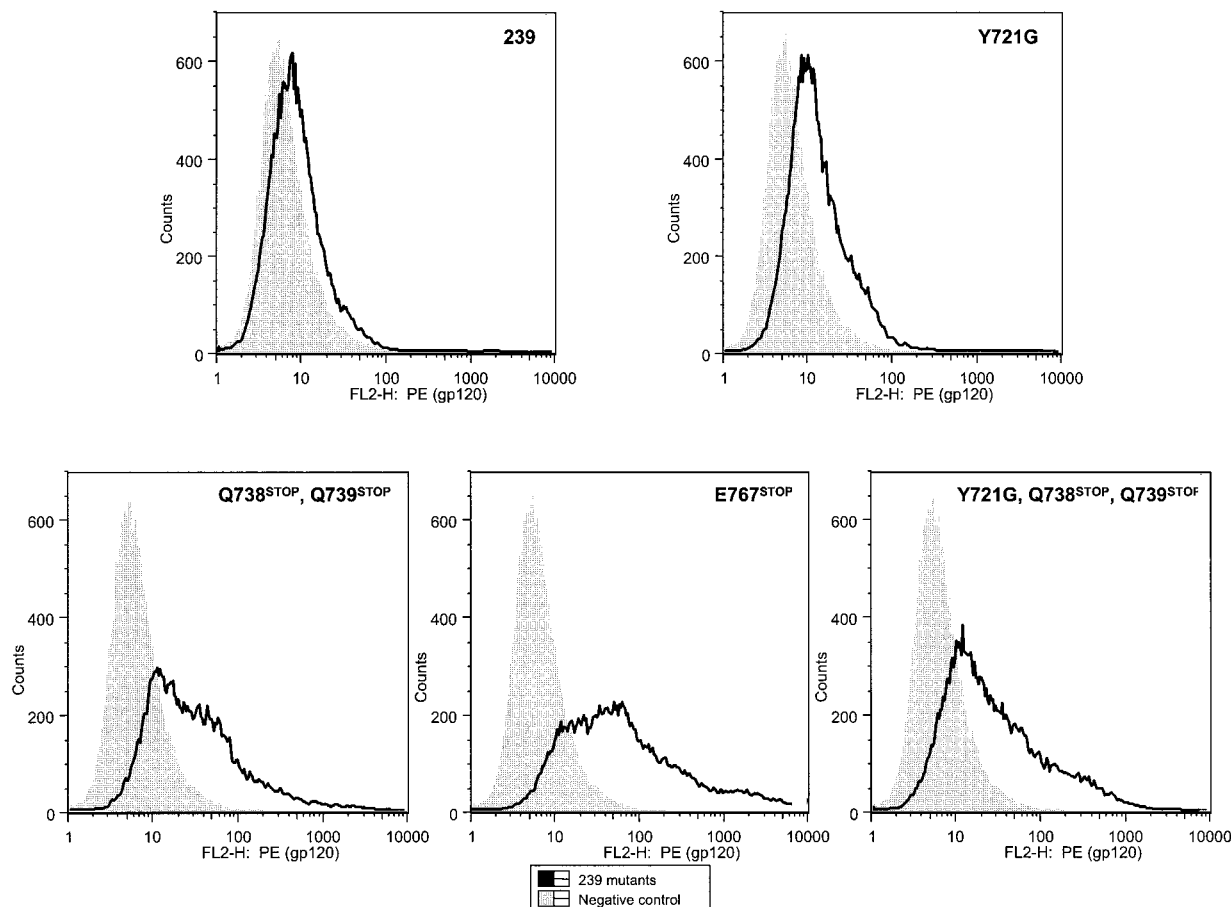 239
600
400
200
0
Counts
1 10 100 1000 10000
FL2-H: PE (gp120)
Y721G
600
400
200
0
Counts
1 10 100 1000 10000
FL2-H: PE (gp120)
Q738STOP, Q739STOP
600
400
200
0
Counts
1 10 100 1000 10000
FL2-H: PE (gp120)
E767STOP
600
400
200
0
Counts
1 10 100 1000 10000
FL2-H: PE (gp120)
Y721G, Q738STOP, Q739STOP
600
400
200
0
Counts
1 10 100 1000 10000
FL2-H: PE (gp120)
239 mutants
Negative control